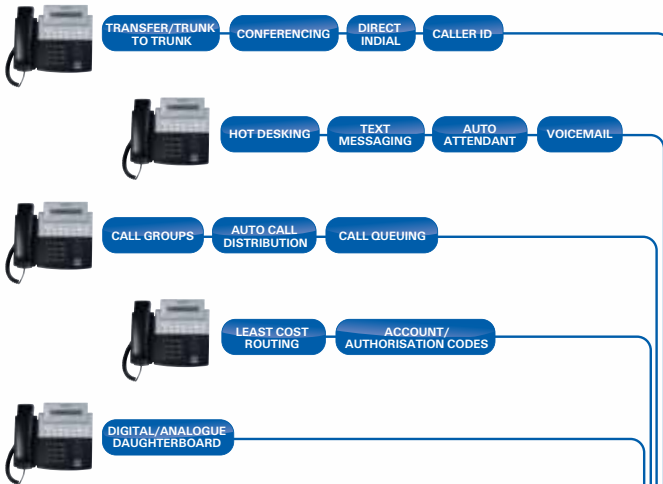 TRANSFER/TRUNK
TO TRUNK
CONFERENCING
DIRECT
INDIAL
CALLER ID
HOT DESKING
TEXT
MESSAGING
AUTO
ATTENDANT
VOICEMAIL
CALL GROUPS
AUTO CALL
DISTRIBUTION
CALL QUEUING
LEAST COST
ROUTING
ACCOUNT/
AUTHORISATION CODES
DIGITAL/ANALOGUE
DAUGHTERBOARD